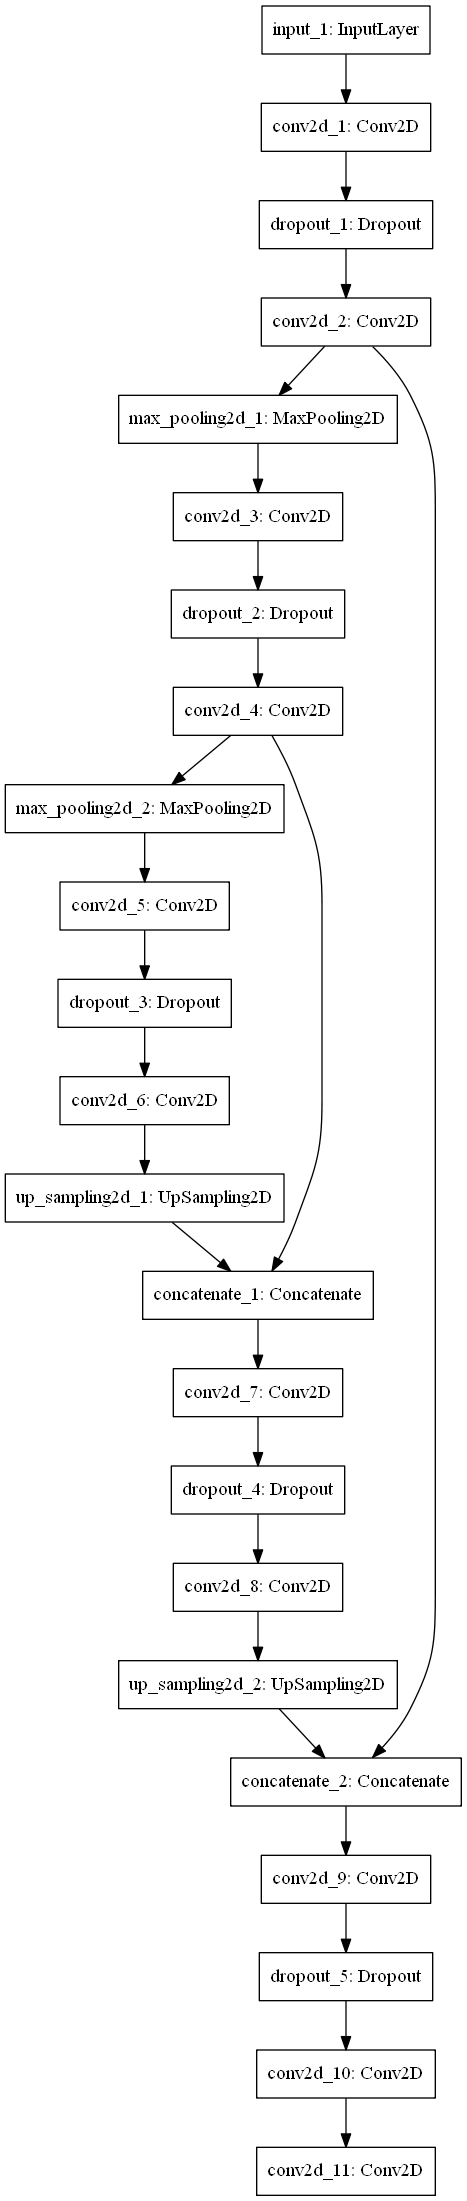 input_1: InputLayer
conv2d_1: Conv2D
dropout_1: Dropout
conv2d_2: Conv2D
max_pooling2d_1: MaxPooling2D
conv2d_3: Conv2D
dropout_2: Dropout
conv2d_4: Conv2D
max_pooling2d_2: MaxPooling2D
conv2d_5: Conv2D
dropout_3: Dropout
conv2d_6: Conv2D
up_sampling2d_1: UpSampling2D
concatenate_1: Concatenate
conv2d_7: Conv2D
dropout_4: Dropout
conv2d_8: Conv2D
up_sampling2d_2: UpSampling2D
concatenate_2: Concatenate
conv2d_9: Conv2D
dropout_5: Dropout
conv2d_10: Conv2D
conv2d_11: Conv2D